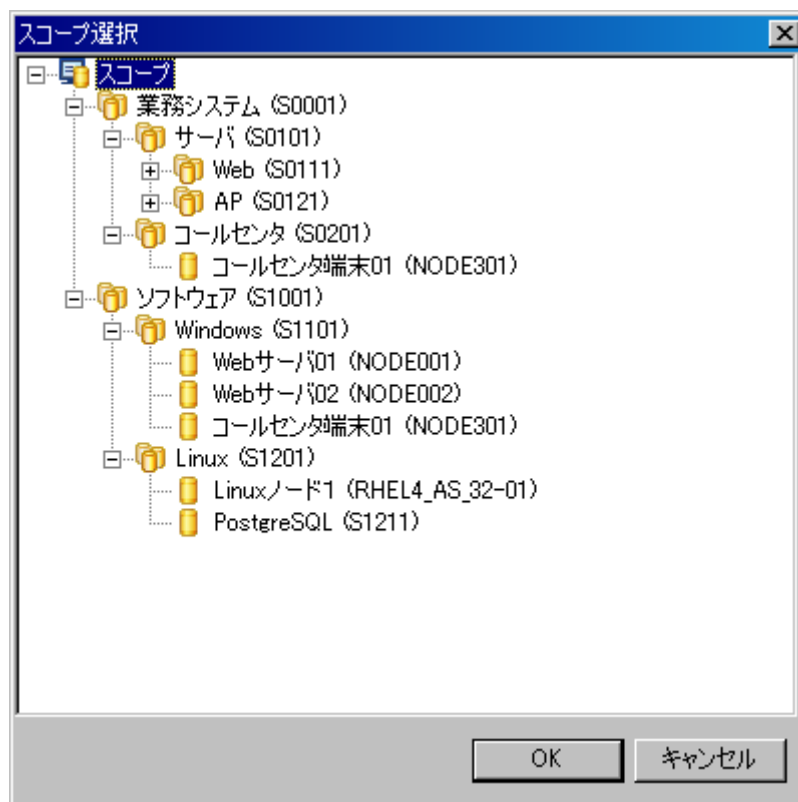 スコープ選択
スコープ
業務システム (S0001)
サーバ (S0101)
Web (S0111)
AP (S0121)
コールセンタ (S0201)
コールセンタ端末01 (NODE301)
ソフトウェア (S1001)
Windows (S1101)
Webサーバ01 (NODE001)
Webサーバ02 (NODE002)
コールセンタ端末01 (NODE301)
Linux (S1201)
Linuxノード1 (RHEL4_AS_32-01)
PostgreSQL (S1211)
OK キャンセル